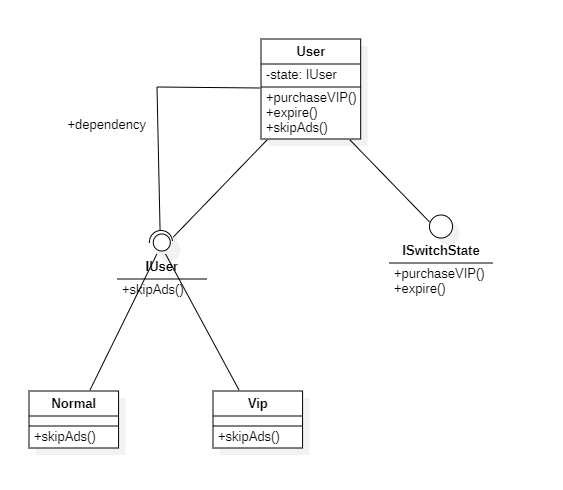 User
-state: IUser
+purchaseVIP()
+expire()
+skipAds()
+dependency
IUser
+skipAds()
ISwitchState
+purchaseVIP()
+expire()
Normal
+skipAds()
Vip
+skipAds()